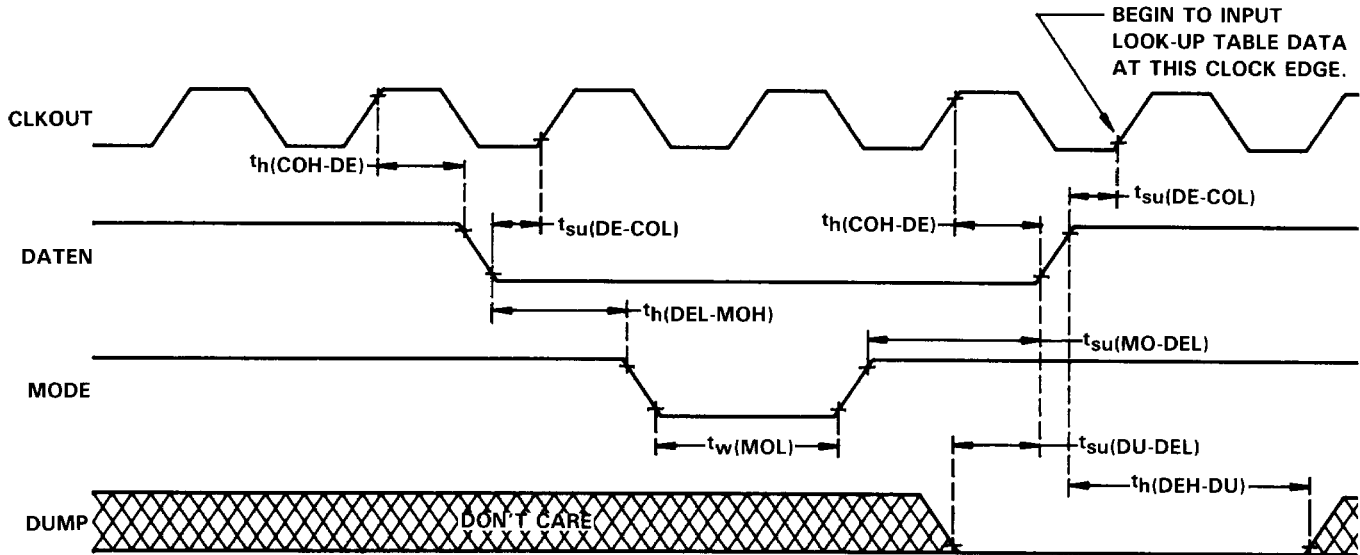 BEGIN TO INPUT
LOOK-UP TABLE DATA
AT THIS CLOCK EDGE.
CLKOUT
th(COH-DE)
tsu(DE-COL)
tsu(DE-COL)
th(COH-DE)
DATEN
th(DEL-MOH)
tsu(MO-DEL)
MODE
tw(MOL)
tsu(DU-DEL)
th(DEH-DU)
DUMP
DON'T CARE